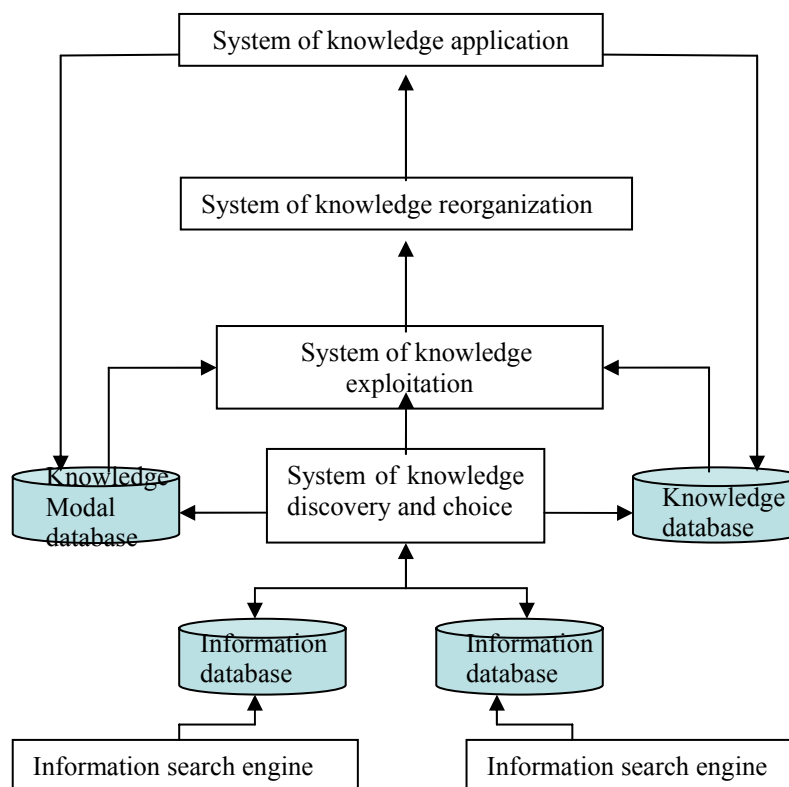 System of knowledge application
System of knowledge reorganization
System of knowledge
exploitation
Knowledge
Modal
database
System of knowledge
discovery and choice
Knowledge
database
Information
database
Information
database
Information search engine
Information search engine